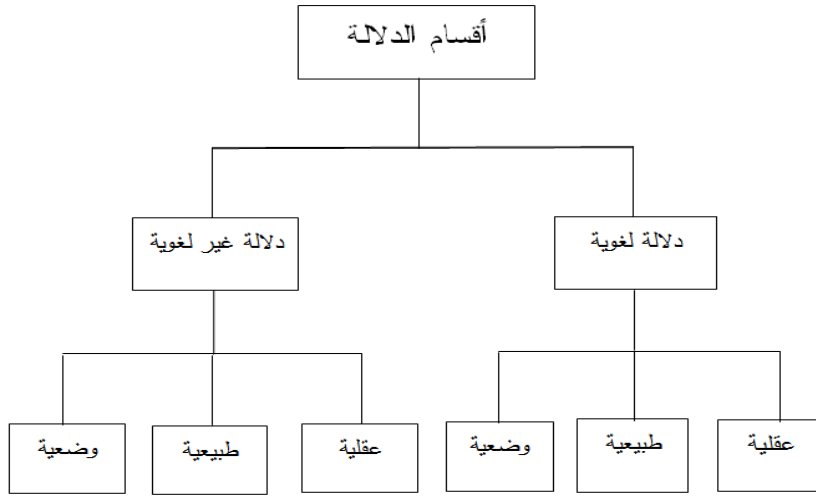 أقسام الدلالة
دلالة لغوية
دلالة غير لغوية
عقلية
طبيعية
وضعية
عقلية
طبيعية
وضعية